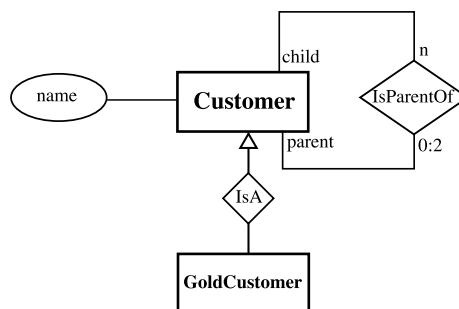 child
n
name
Customer
IsParentOf
parent
0:2
IsA
GoldCustomer